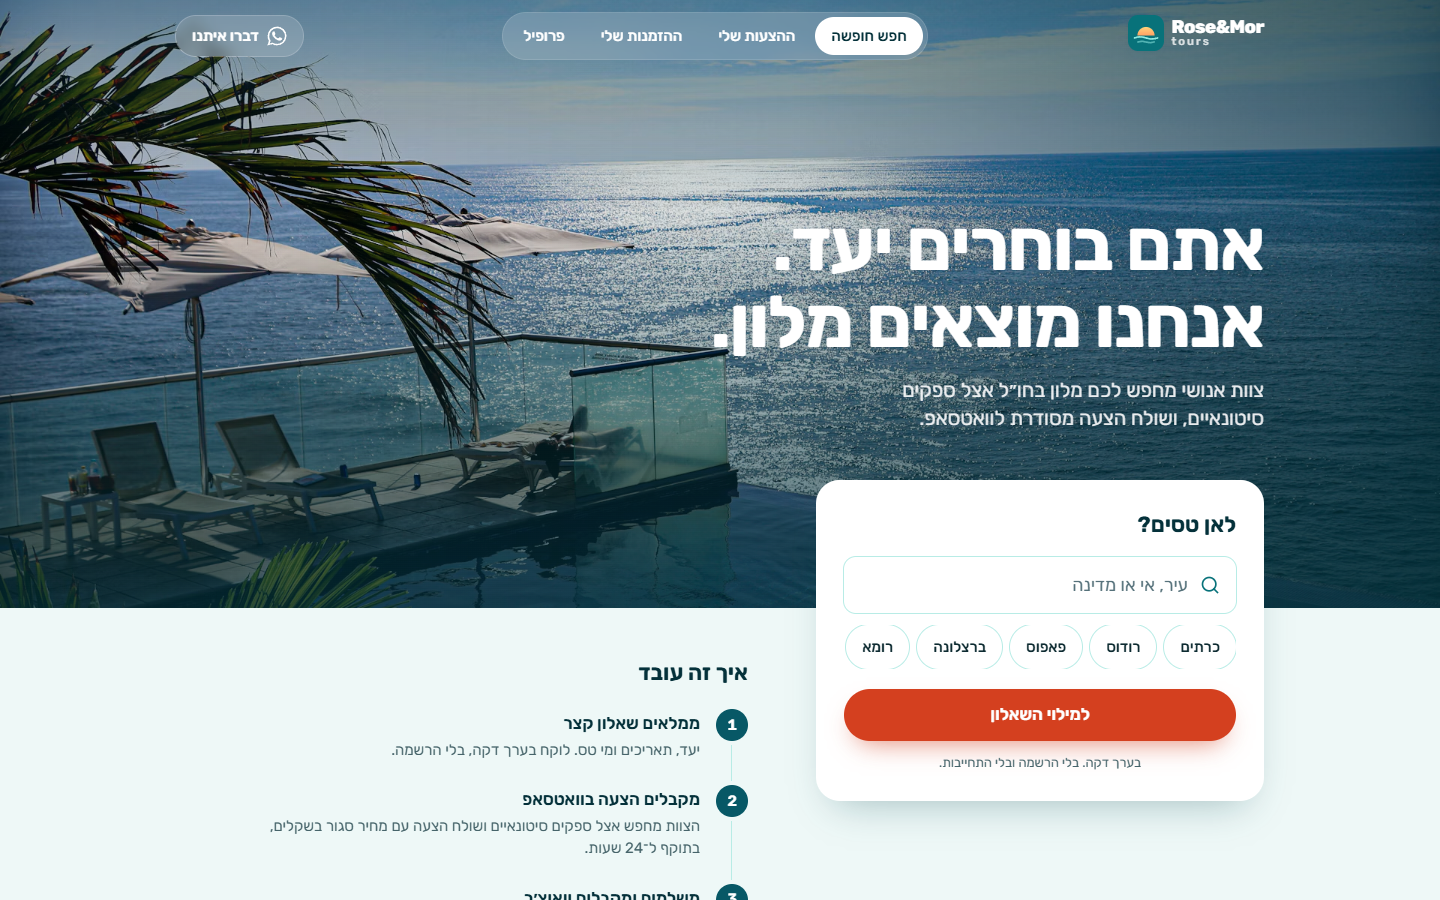 Rose&Mor
tours
חפש חופשה
ההצעות שלי
ההזמנות שלי
פרופיל
דברו איתנו
אתם בוחרים יעד.
אנחנו מוצאים מלון.
צוות אנושי מחפש לכם מלון בחו״ל אצל ספקים
סיטונאיים, ושולח הצעה מסודרת לוואטסאפ.
לאן טסים?
עיר, אי או מדינה
כרתים
רודוס
פאפוס
ברצלונה
רומא
למילוי השאלון
בערך דקה. בלי הרשמה ובלי התחייבות.
איך זה עובד
1
ממלאים שאלון קצר
יעד, תאריכים ומי טס. לוקח בערך דקה, בלי הרשמה.
2
מקבלים הצעה בוואטסאפ
הצוות מחפש אצל ספקים סיטונאיים ושולח הצעה עם מחיר סגור בשקלים,
בתוקף ל־24 שעות.
3
משלמים ומקבלים וואוצ׳ר